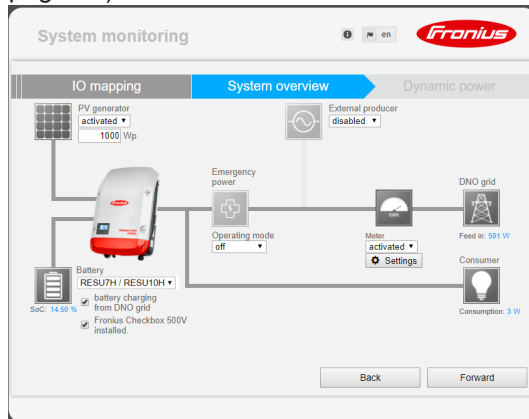 System monitoring
en
Fronius
IO mapping
System overview
Dynamic power
PV generator
activated
1000 Wp
External producer
disabled
Emergency
power
Operating mode
off
kWh
Meter
activated
Settings
DNO grid
Feed in: 501 W
Consumer
Consumption: 3 W
Battery
RESU7H / RESU10H
SoC: 14.50 %
battery charging
from DNO grid
Fronius Checkbox 500V
installed.
Back
Forward